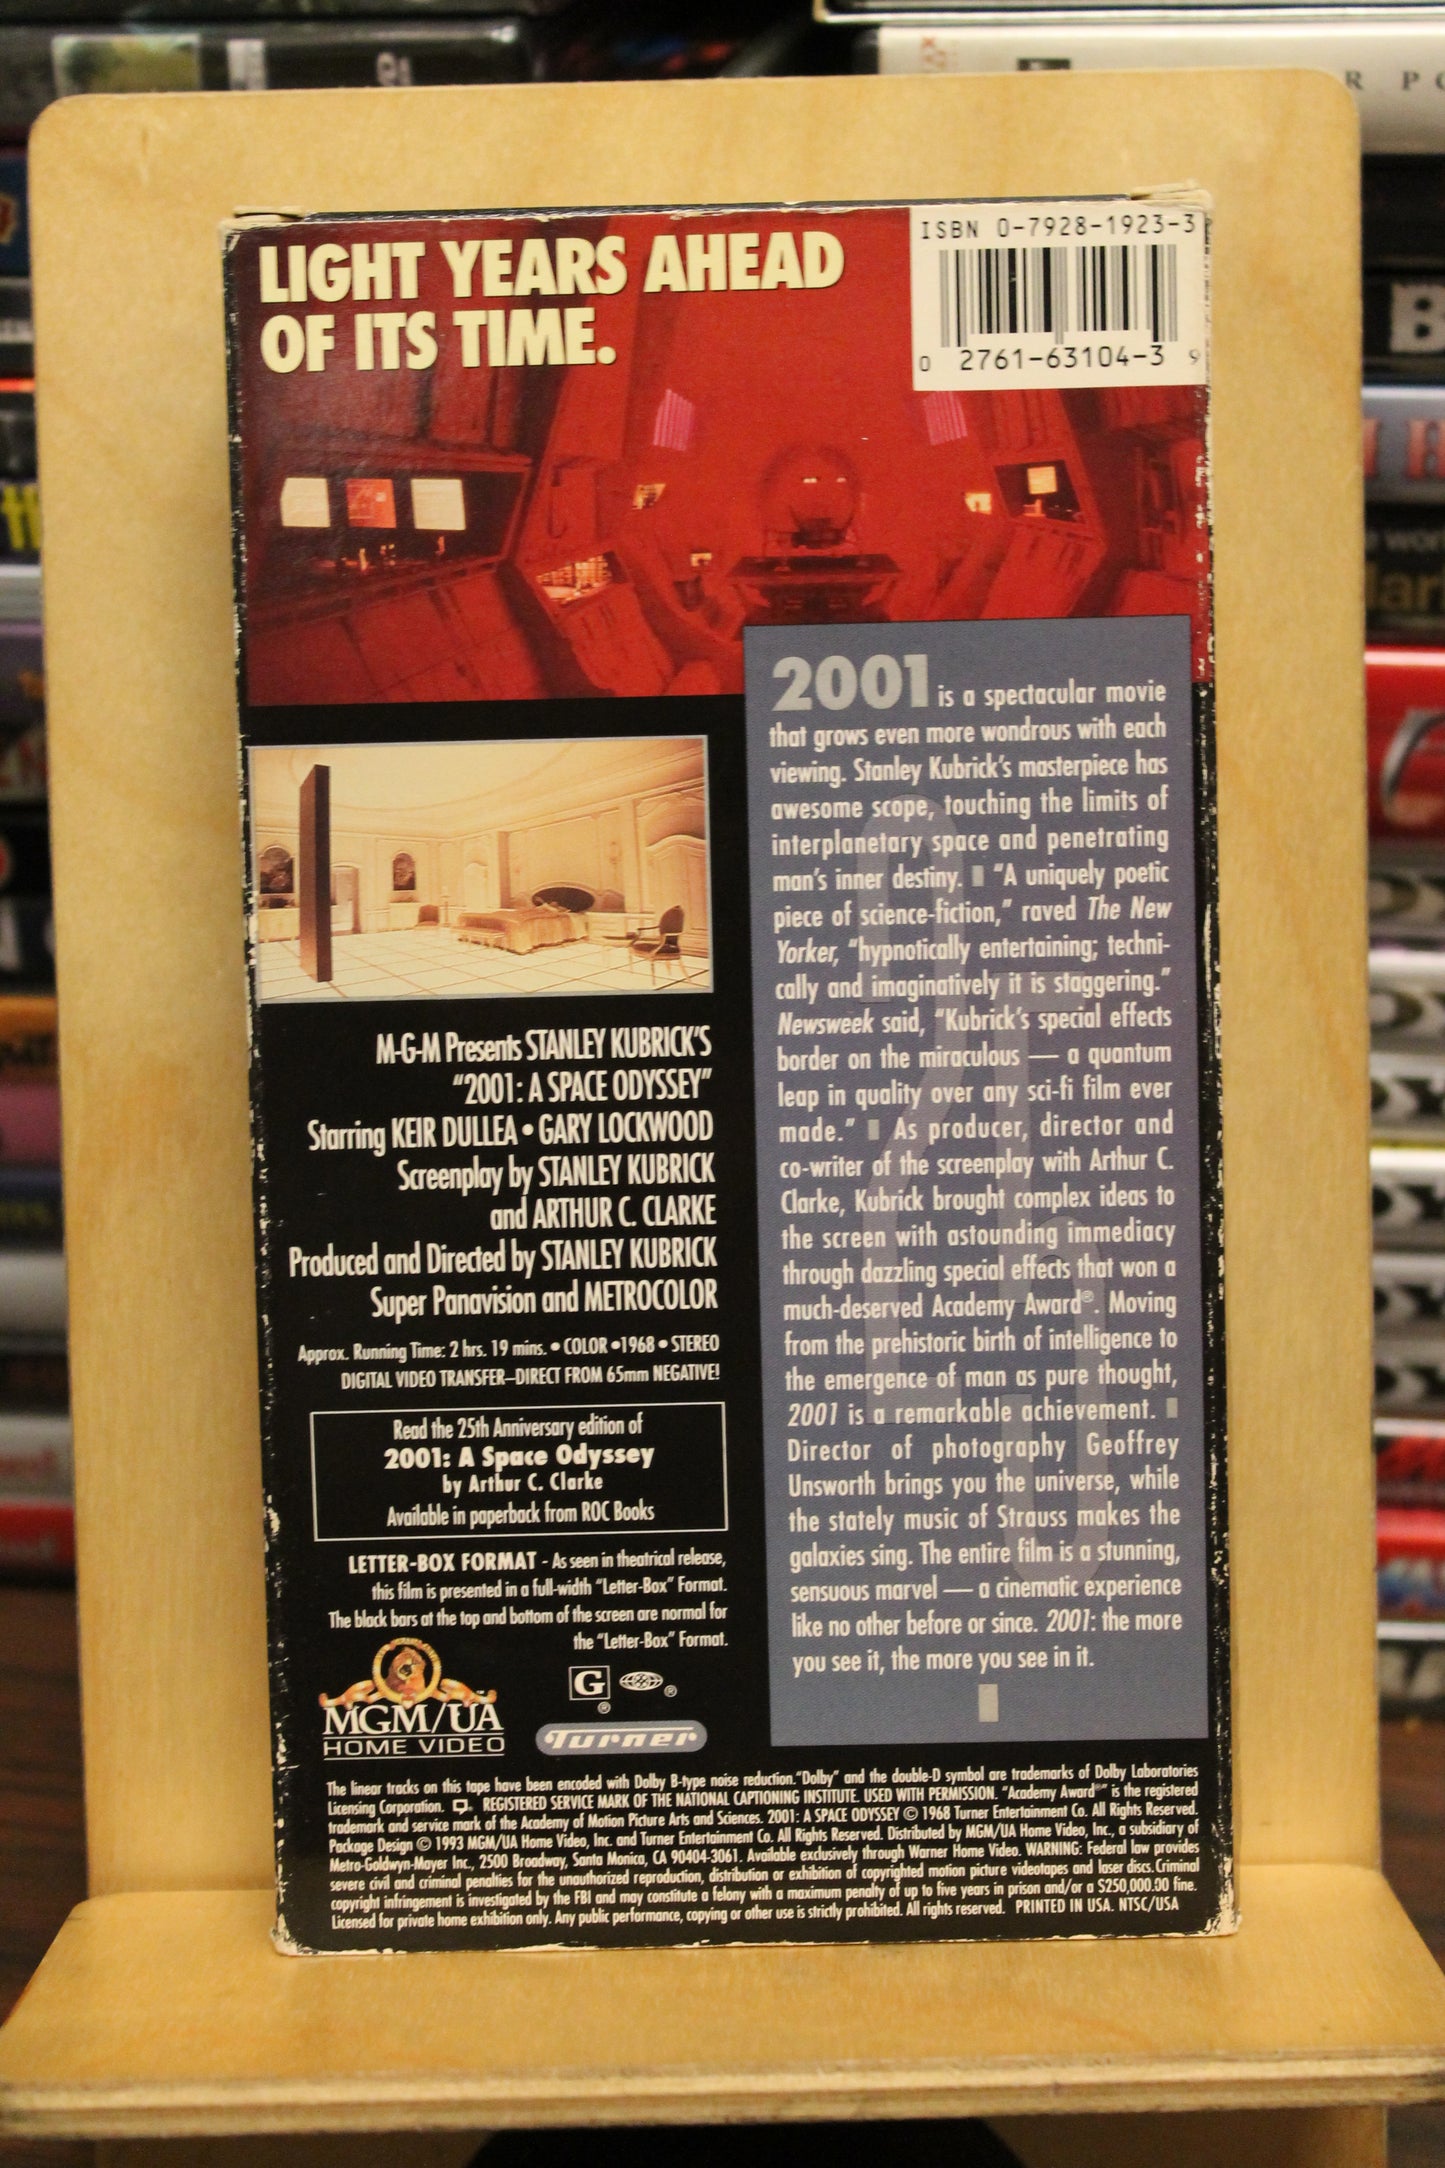 R PO
LIGHT YEARS AHEAD
OF ITS TIME.
ISBN 0-7928-1923-3
0 2761-63104-3 9
2001 is a spectacular movie
that grows even more wondrous with each
viewing. Stanley Kubrick's masterpiece has
awesome scope, touching the limits of
interplanetary space and penetrating
man's inner destiny. ▮ "A uniquely poetic
piece of science-fiction," raved The New
Yorker, "hypnotically entertaining; techni-
cally and imaginatively it is staggering."
Newsweek said, "Kubrick's special effects
border on the miraculous — a quantum
leap in quality over any sci-fi film ever
made." ▮ As producer, director and
co-writer of the screenplay with Arthur C.
Clarke, Kubrick brought complex ideas to
the screen with astounding immediacy
through dazzling special effects that won a
much-deserved Academy Award®. Moving
from the prehistoric birth of intelligence to
the emergence of man as pure thought,
2001 is a remarkable achievement. ▮
Director of photography Geoffrey
Unsworth brings you the universe, while
the stately music of Strauss makes the
galaxies sing. The entire film is a stunning,
sensuous marvel — a cinematic experience
like no other before or since. 2001: the more
you see it, the more you see in it.
M-G-M Presents STANLEY KUBRICK'S
"2001: A SPACE ODYSSEY"
Starring KEIR DULLEA • GARY LOCKWOOD
Screenplay by STANLEY KUBRICK
and ARTHUR C. CLARKE
Produced and Directed by STANLEY KUBRICK
Super Panavision and METROCOLOR
Approx. Running Time: 2 hrs. 19 mins. • COLOR • 1968 • STEREO
DIGITAL VIDEO TRANSFER–DIRECT FROM 65mm NEGATIVE!
Read the 25th Anniversary edition of
2001: A Space Odyssey
by Arthur C. Clarke
Available in paperback from ROC Books
LETTER-BOX FORMAT - As seen in theatrical release,
this film is presented in a full-width "Letter-Box" Format.
The black bars at the top and bottom of the screen are normal for
the "Letter-Box" Format.
G ® ®
MGM/UA
HOME VIDEO
Turner
The linear tracks on this tape have been encoded with Dolby B-type noise reduction. "Dolby" and the double-D symbol are trademarks of Dolby Laboratories
Licensing Corporation. REGISTERED SERVICE MARK OF THE NATIONAL CAPTIONING INSTITUTE. USED WITH PERMISSION. "Academy Award®" is the registered
trademark and service mark of the Academy of Motion Picture Arts and Sciences. 2001: A SPACE ODYSSEY © 1968 Turner Entertainment Co. All Rights Reserved.
Package Design © 1993 MGM/UA Home Video, Inc. and Turner Entertainment Co. All Rights Reserved. Distributed by MGM/UA Home Video, Inc., a subsidiary of
Metro-Goldwyn-Mayer Inc., 2500 Broadway, Santa Monica, CA 90404-3061. Available exclusively through Warner Home Video. WARNING: Federal law provides
severe civil and criminal penalties for the unauthorized reproduction, distribution or exhibition of copyrighted motion picture videotapes and laser discs. Criminal
copyright infringement is investigated by the FBI and may constitute a felony with a maximum penalty of up to five years in prison and/or a $250,000.00 fine.
Licensed for private home exhibition only. Any public performance, copying or other use is strictly prohibited. All rights reserved. PRINTED IN USA. NTSC/USA